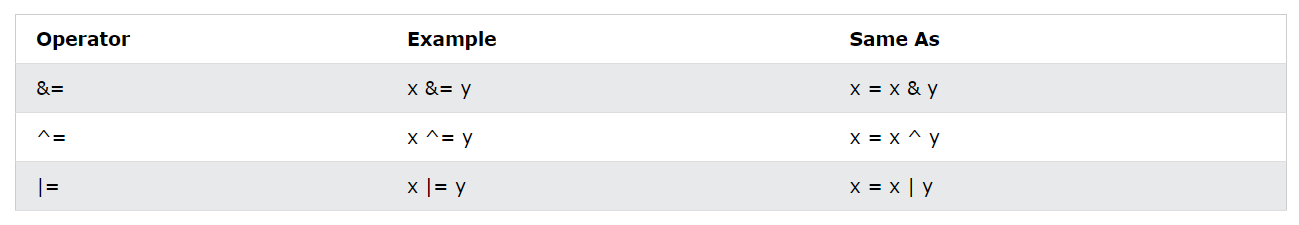 Operator Example Same As
&= x &= y x = x & y
^= x ^= y x = x ^ y
|= x |= y x = x | y